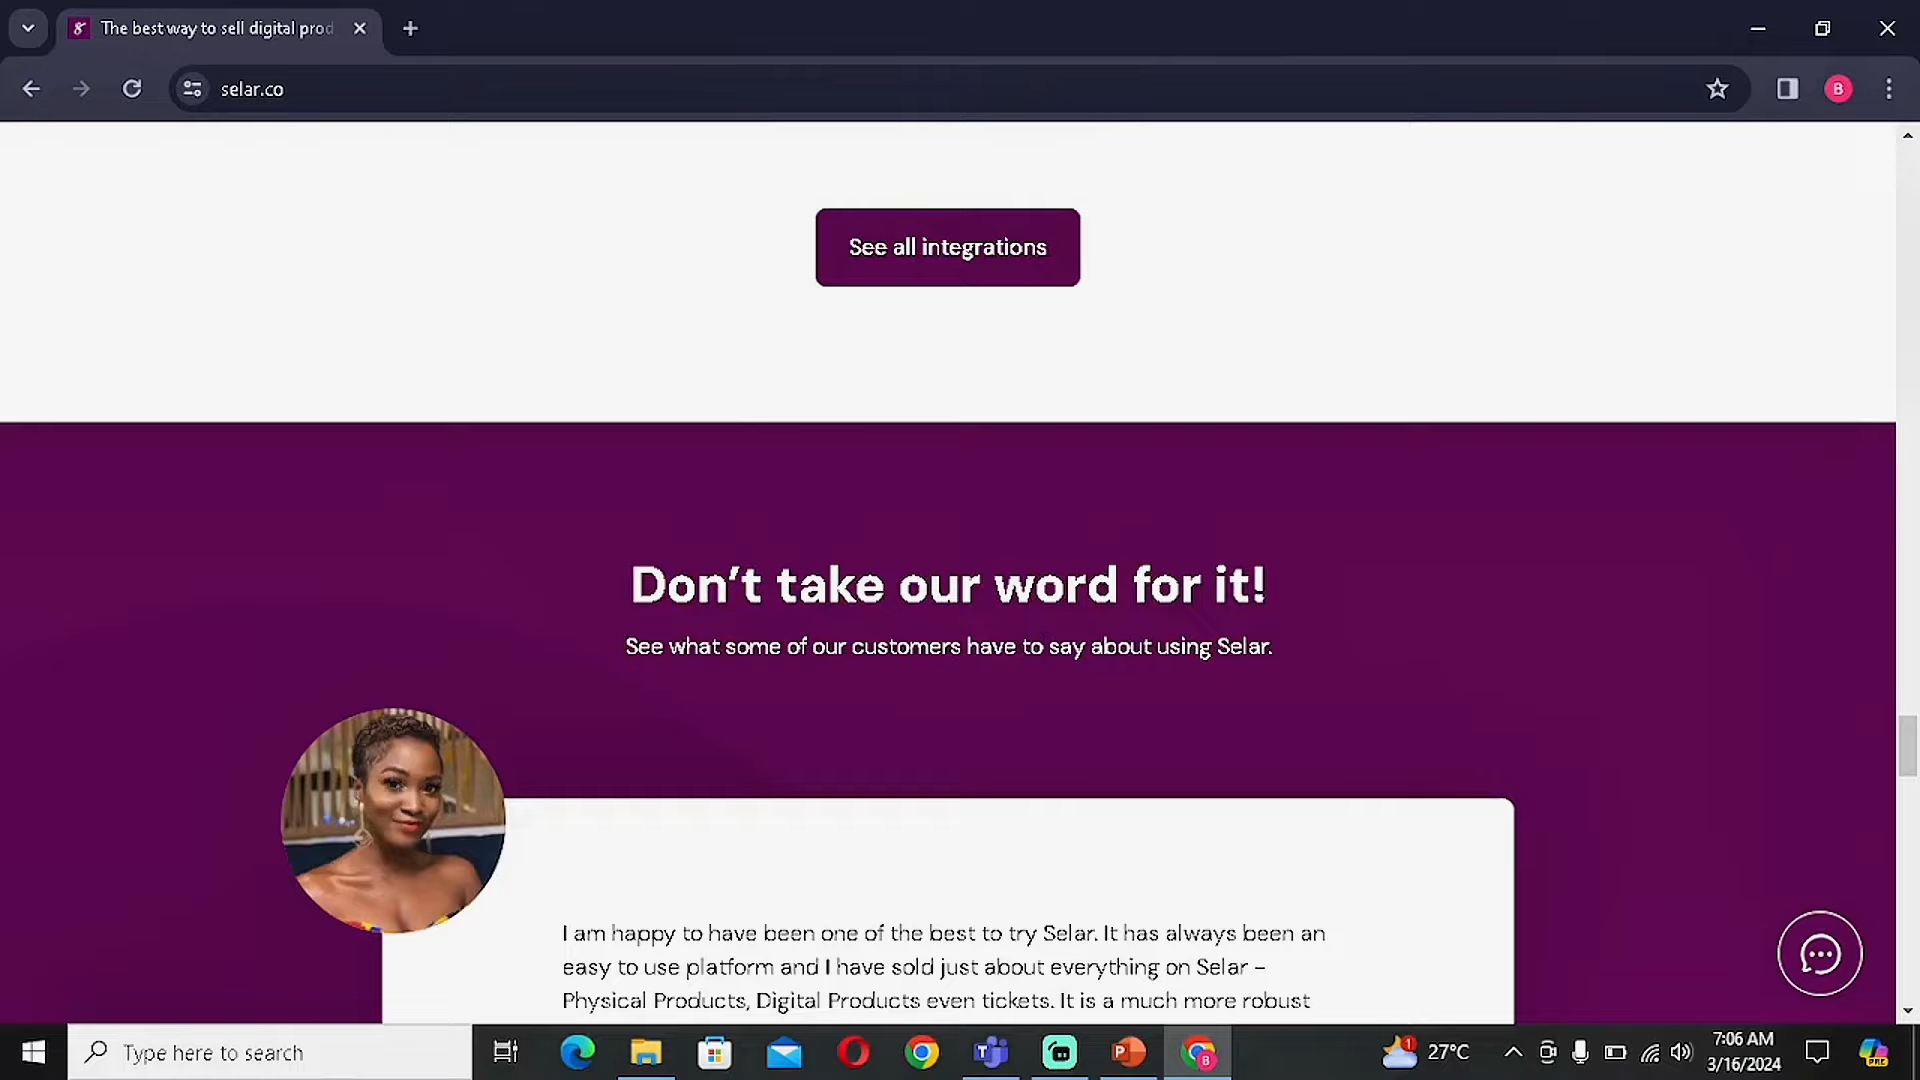 The best way to sell digital prod
selar.co
B
See all integrations
Don't take our word for it!
See what some of our customers have to say about using Selar.
I am happy to have been one of the best to try Selar. It has always been an
easy to use platform and I have sold just about everything on Selar –
Physical Products, Digital Products even tickets. It is a much more robust
Type here to search
1
27°C
7:06 AM
3/16/2024